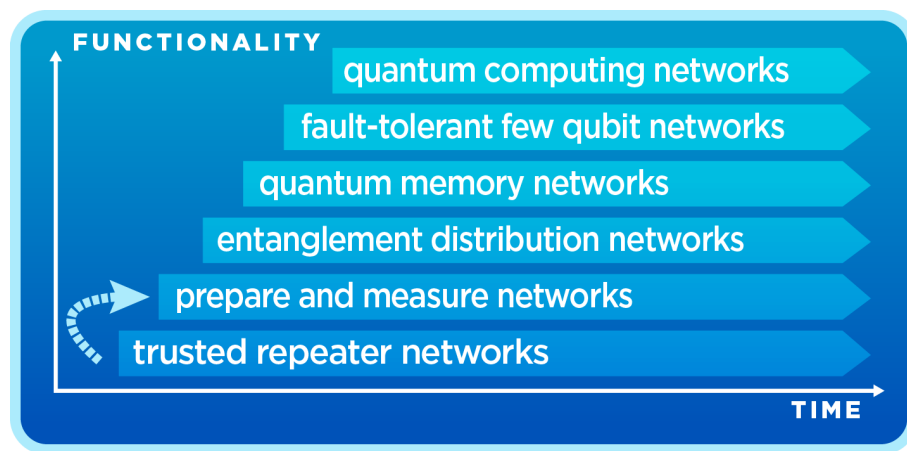 FUNCTIONALITY
quantum computing networks
fault-tolerant few qubit networks
quantum memory networks
entanglement distribution networks
prepare and measure networks
trusted repeater networks
TIME